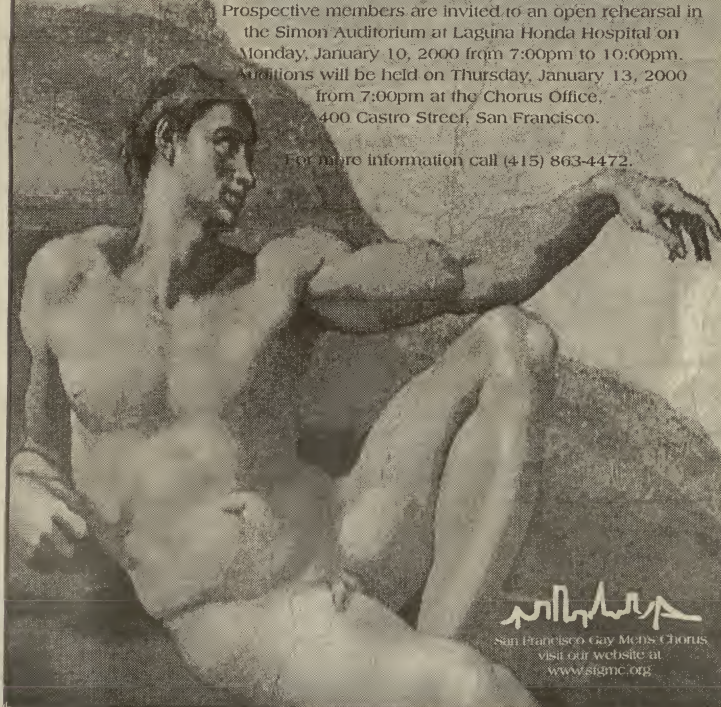 Prospective members are invited to an open rehearsal in
the Simon Auditorium at Laguna Honda Hospital on
Monday, January 10, 2000 from 7:00pm to 10:00pm.
Auditions will be held on Thursday, January 13, 2000
from 7:00pm at the Chorus Office,
400 Castro Street, San Francisco.
For more information call (415) 863-4472.
San Francisco Gay Men's Chorus
visit our website at
www.sfgmc.org